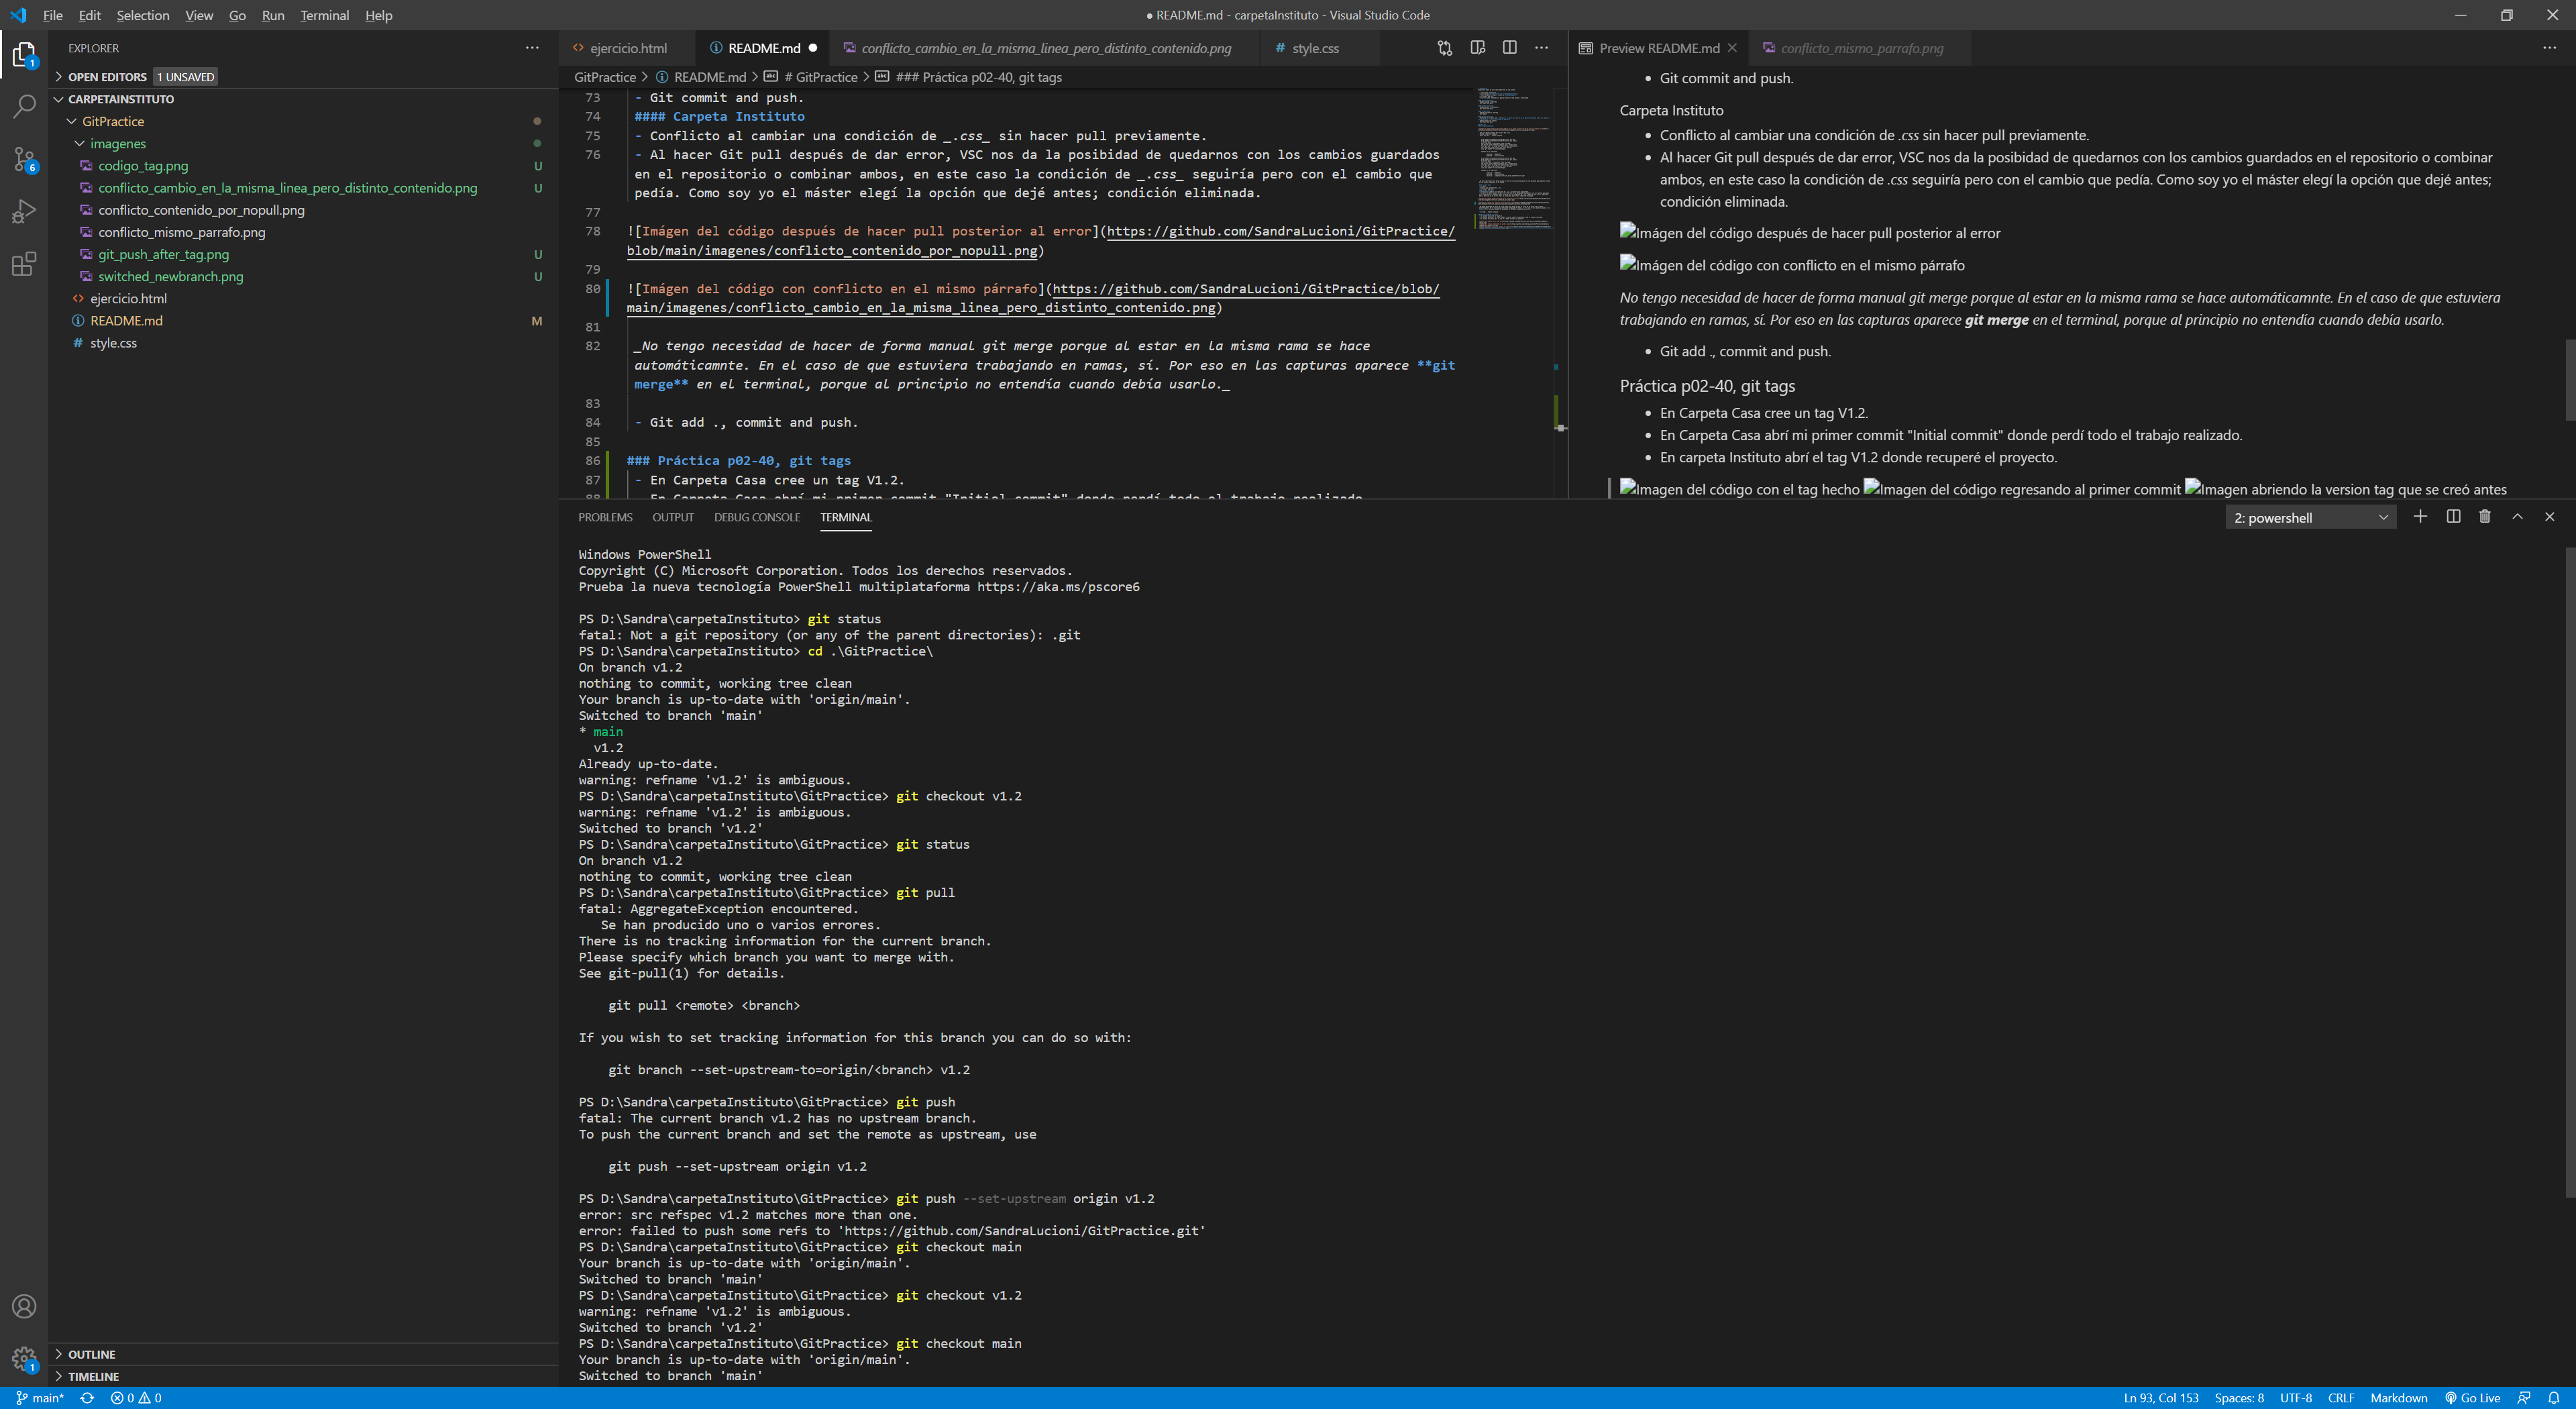 File Edit Selection View Go Run Terminal Help
● README.md - carpetaInstituto - Visual Studio Code
EXPLORER
OPEN EDITORS 1 UNSAVED
CARPETAINSTITUTO
GitPractice
imagenes
codigo_tag.png U
conflicto_cambio_en_la_misma_linea_pero_distinto_contenido.png U
conflicto_contenido_por_nopull.png
conflicto_mismo_parrafo.png
git_push_after_tag.png U
switched_newbranch.png U
ejercicio.html
README.md M
style.css
OUTLINE
TIMELINE
ejercicio.html README.md conflicto_cambio_en_la_misma_linea_pero_distinto_contenido.png style.css
GitPractice > README.md > # GitPractice > ### Práctica p02-40, git tags
73 - Git commit and push.
74 #### Carpeta Instituto
75 - Conflicto al cambiar una condición de _.css_ sin hacer pull previamente.
76 - Al hacer Git pull después de dar error, VSC nos da la posibidad de quedarnos con los cambios guardados
en el repositorio o combinar ambos, en este caso la condición de _.css_ seguiría pero con el cambio que
pedía. Como soy yo el máster elegí la opción que dejé antes; condición eliminada.
77
78 ![Imágen del código después de hacer pull posterior al error](https://github.com/SandraLucioni/GitPractice/
blob/main/imagenes/conflicto_contenido_por_nopull.png)
79
80 ![Imágen del código con conflicto en el mismo párrafo](https://github.com/SandraLucioni/GitPractice/blob/
main/imagenes/conflicto_cambio_en_la_misma_linea_pero_distinto_contenido.png)
81
82 _No tengo necesidad de hacer de forma manual git merge porque al estar en la misma rama se hace
automáticamnte. En el caso de que estuviera trabajando en ramas, sí. Por eso en las capturas aparece **git
merge** en el terminal, porque al principio no entendía cuando debía usarlo._
83
84 - Git add ., commit and push.
85
86 ### Práctica p02-40, git tags
87 - En Carpeta Casa cree un tag V1.2.
88 - En Carpeta Casa abrí mi primer commit "Initial commit" donde perdí todo el trabajo realizado.
Preview README.md conflicto_mismo_parrafo.png
Git commit and push.
Carpeta Instituto
Conflicto al cambiar una condición de .css sin hacer pull previamente.
Al hacer Git pull después de dar error, VSC nos da la posibidad de quedarnos con los cambios guardados en el repositorio o combinar
ambos, en este caso la condición de .css seguiría pero con el cambio que pedía. Como soy yo el máster elegí la opción que dejé antes;
condición eliminada.
Imágen del código después de hacer pull posterior al error
Imágen del código con conflicto en el mismo párrafo
No tengo necesidad de hacer de forma manual git merge porque al estar en la misma rama se hace automáticamnte. En el caso de que estuviera
trabajando en ramas, sí. Por eso en las capturas aparece git merge en el terminal, porque al principio no entendía cuando debía usarlo.
Git add ., commit and push.
Práctica p02-40, git tags
En Carpeta Casa cree un tag V1.2.
En Carpeta Casa abrí mi primer commit "Initial commit" donde perdí todo el trabajo realizado.
En carpeta Instituto abrí el tag V1.2 donde recuperé el proyecto.
Imagen del código con el tag hecho Imagen del código regresando al primer commit Imagen abriendo la version tag que se creó antes
PROBLEMS OUTPUT DEBUG CONSOLE TERMINAL 2: powershell
Windows PowerShell
Copyright (C) Microsoft Corporation. Todos los derechos reservados.
Prueba la nueva tecnología PowerShell multiplataforma https://aka.ms/pscore6
PS D:\Sandra\carpetaInstituto> git status
fatal: Not a git repository (or any of the parent directories): .git
PS D:\Sandra\carpetaInstituto> cd .\GitPractice\
On branch v1.2
nothing to commit, working tree clean
Your branch is up-to-date with 'origin/main'.
Switched to branch 'main'
* main
v1.2
Already up-to-date.
warning: refname 'v1.2' is ambiguous.
PS D:\Sandra\carpetaInstituto\GitPractice> git checkout v1.2
warning: refname 'v1.2' is ambiguous.
Switched to branch 'v1.2'
PS D:\Sandra\carpetaInstituto\GitPractice> git status
On branch v1.2
nothing to commit, working tree clean
PS D:\Sandra\carpetaInstituto\GitPractice> git pull
fatal: AggregateException encountered.
Se han producido uno o varios errores.
There is no tracking information for the current branch.
Please specify which branch you want to merge with.
See git-pull(1) for details.
git pull <remote> <branch>
If you wish to set tracking information for this branch you can do so with:
git branch --set-upstream-to=origin/<branch> v1.2
PS D:\Sandra\carpetaInstituto\GitPractice> git push
fatal: The current branch v1.2 has no upstream branch.
To push the current branch and set the remote as upstream, use
git push --set-upstream origin v1.2
PS D:\Sandra\carpetaInstituto\GitPractice> git push --set-upstream origin v1.2
error: src refspec v1.2 matches more than one.
error: failed to push some refs to 'https://github.com/SandraLucioni/GitPractice.git'
PS D:\Sandra\carpetaInstituto\GitPractice> git checkout main
Your branch is up-to-date with 'origin/main'.
Switched to branch 'main'
PS D:\Sandra\carpetaInstituto\GitPractice> git checkout v1.2
warning: refname 'v1.2' is ambiguous.
Switched to branch 'v1.2'
PS D:\Sandra\carpetaInstituto\GitPractice> git checkout main
Your branch is up-to-date with 'origin/main'.
Switched to branch 'main'
main* 0 0 Ln 93, Col 153 Spaces: 8 UTF-8 CRLF Markdown Go Live